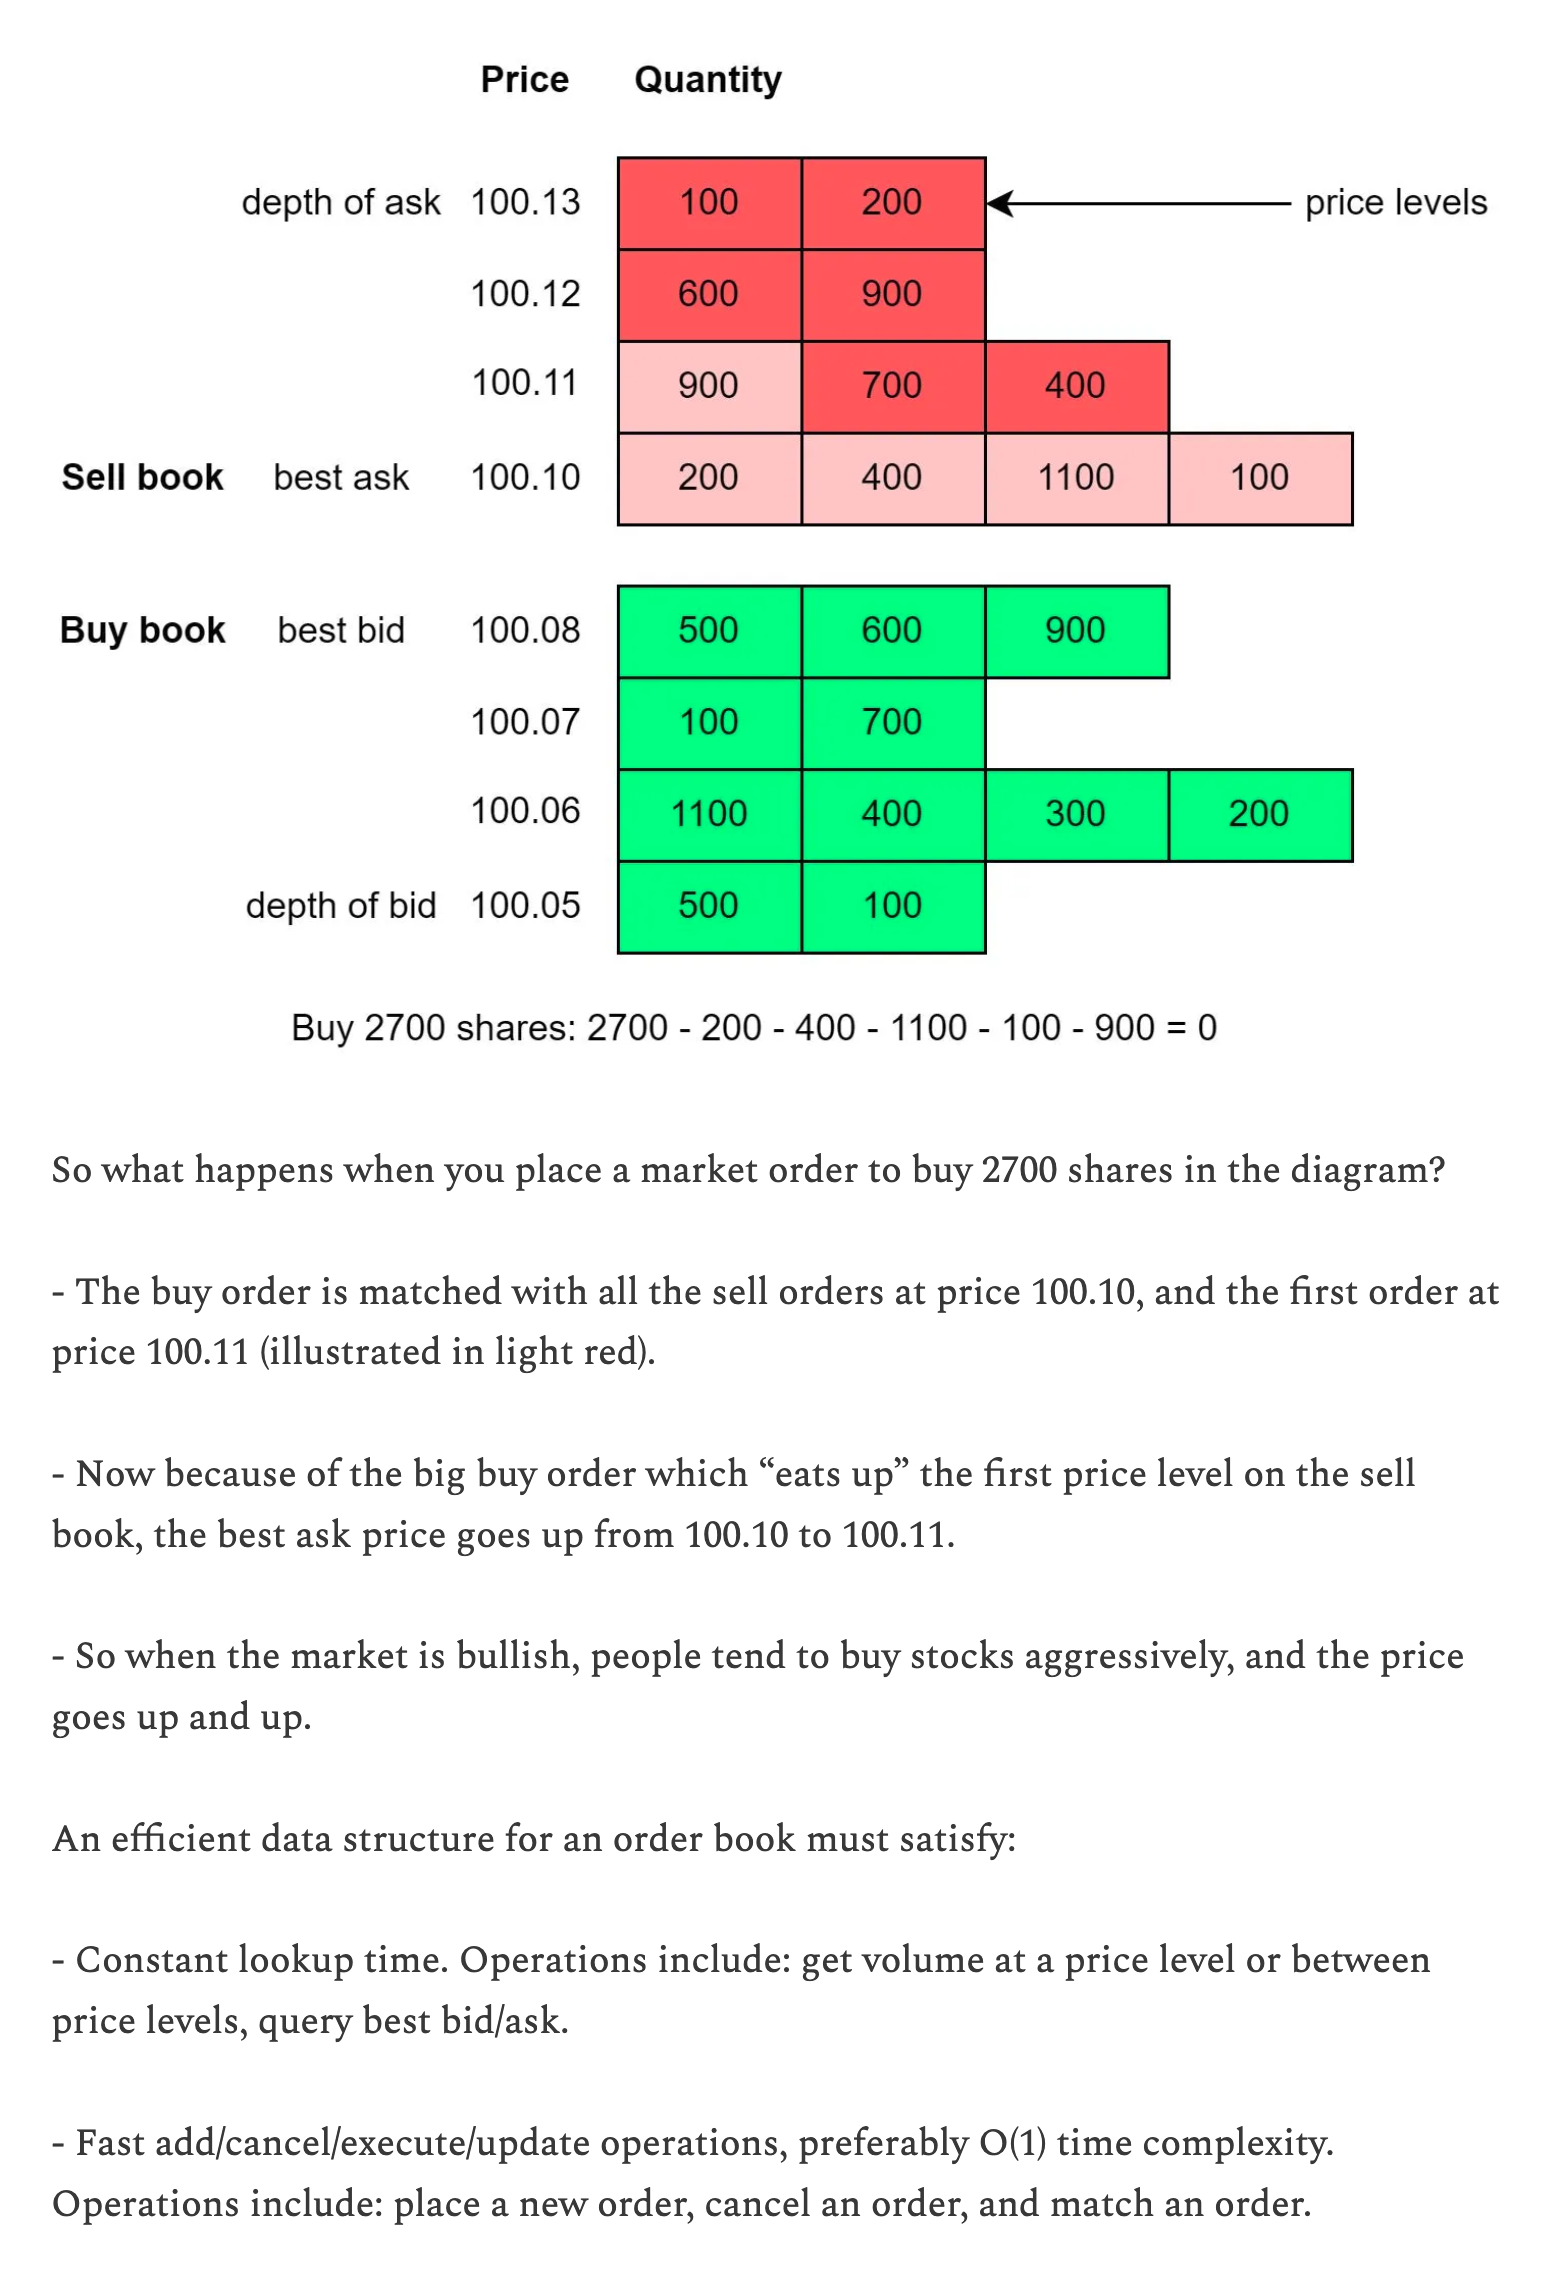 Price Quantity
depth of ask 100.13 100 200 price levels
100.12 600 900
100.11 900 700 400
Sell book best ask 100.10 200 400 1100 100
Buy book best bid 100.08 500 600 900
100.07 100 700
100.06 1100 400 300 200
depth of bid 100.05 500 100
Buy 2700 shares: 2700 - 200 - 400 - 1100 - 100 - 900 = 0
So what happens when you place a market order to buy 2700 shares in the diagram?
- The buy order is matched with all the sell orders at price 100.10, and the first order at
price 100.11 (illustrated in light red).
- Now because of the big buy order which “eats up” the first price level on the sell
book, the best ask price goes up from 100.10 to 100.11.
- So when the market is bullish, people tend to buy stocks aggressively, and the price
goes up and up.
An efficient data structure for an order book must satisfy:
- Constant lookup time. Operations include: get volume at a price level or between
price levels, query best bid/ask.
- Fast add/cancel/execute/update operations, preferably O(1) time complexity.
Operations include: place a new order, cancel an order, and match an order.